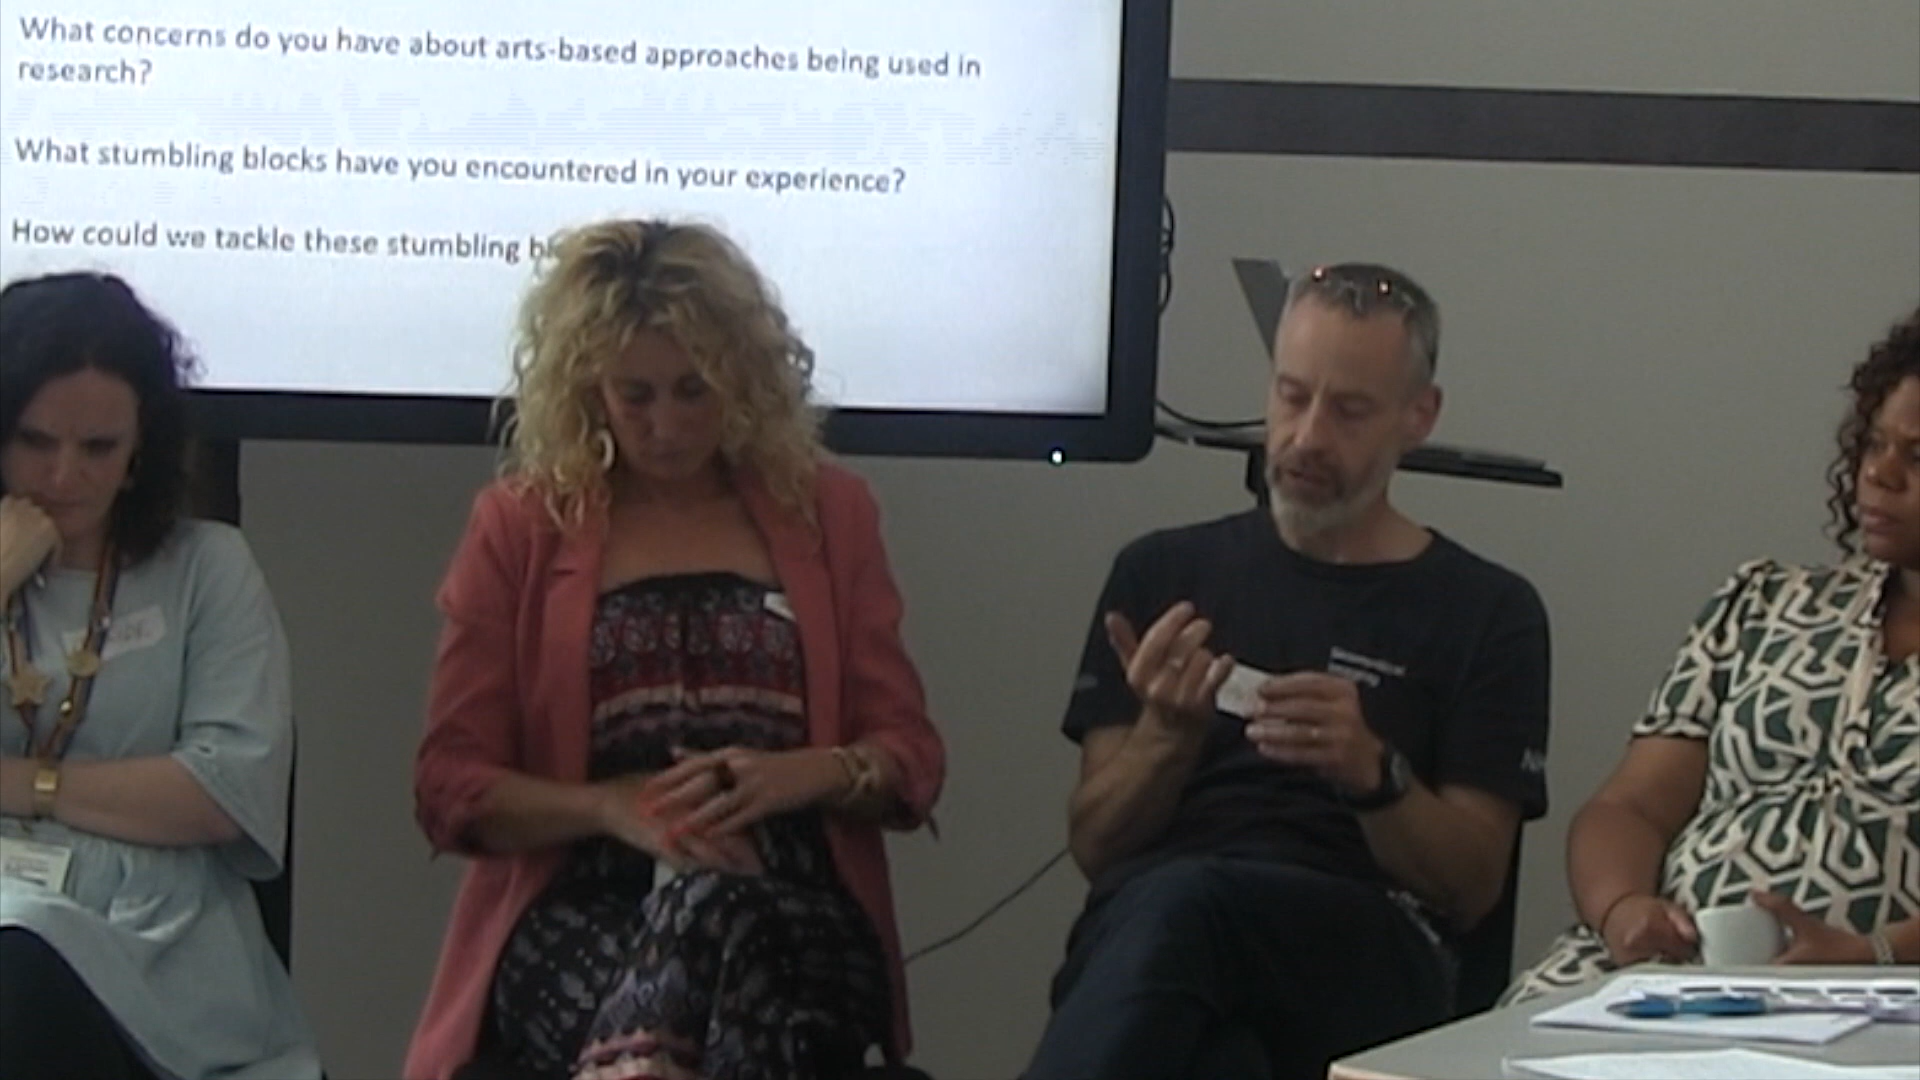 What concerns do you have about arts-based approaches being used in
research?
What stumbling blocks have you encountered in your experience?
How could we tackle these stumbling